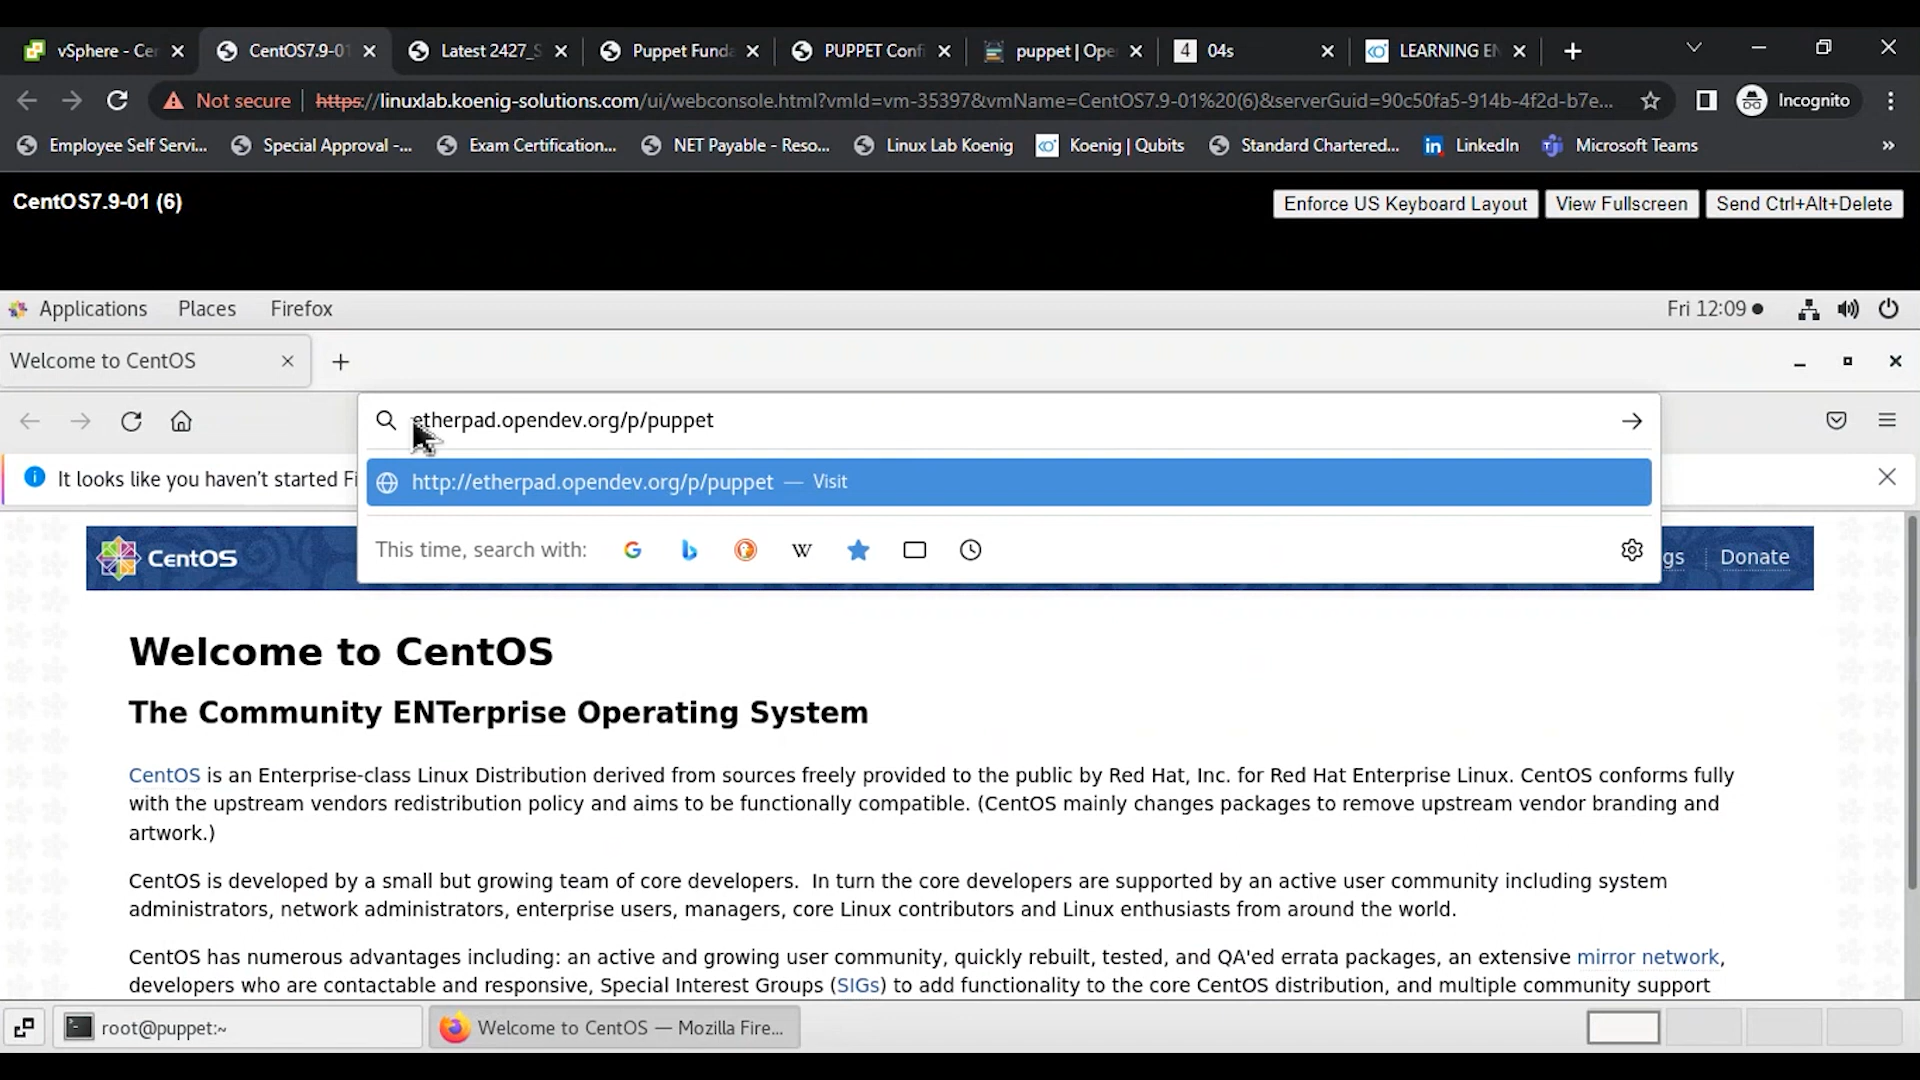 vSphere - Cen
CentOS7.9-01
Latest 2427_S
Puppet Funda
PUPPET Confi
puppet | Ope
4 04s
LEARNING EN
Not secure
https://linuxlab.koenig-solutions.com/ui/webconsole.html?vmId=vm-35397&vmName=CentOS7.9-01%20(6)&serverGuid=90c50fa5-914b-4f2d-b7e...
Incognito
Employee Self Servi...
Special Approval -...
Exam Certification...
NET Payable - Reso...
Linux Lab Koenig
Koenig | Qubits
Standard Chartered...
LinkedIn
Microsoft Teams
»
CentOS7.9-01 (6)
Enforce US Keyboard Layout
View Fullscreen
Send Ctrl+Alt+Delete
Applications
Places
Firefox
Fri 12:09
Welcome to CentOS
etherpad.opendev.org/p/puppet
It looks like you haven't started Fi
http://etherpad.opendev.org/p/puppet — Visit
This time, search with:
CentOS
gs
Donate
Welcome to CentOS
The Community ENTerprise Operating System
CentOS is an Enterprise-class Linux Distribution derived from sources freely provided to the public by Red Hat, Inc. for Red Hat Enterprise Linux. CentOS conforms fully
with the upstream vendors redistribution policy and aims to be functionally compatible. (CentOS mainly changes packages to remove upstream vendor branding and
artwork.)
CentOS is developed by a small but growing team of core developers. In turn the core developers are supported by an active user community including system
administrators, network administrators, enterprise users, managers, core Linux contributors and Linux enthusiasts from around the world.
CentOS has numerous advantages including: an active and growing user community, quickly rebuilt, tested, and QA'ed errata packages, an extensive mirror network,
developers who are contactable and responsive, Special Interest Groups (SIGs) to add functionality to the core CentOS distribution, and multiple community support
root@puppet:~
Welcome to CentOS — Mozilla Fire...